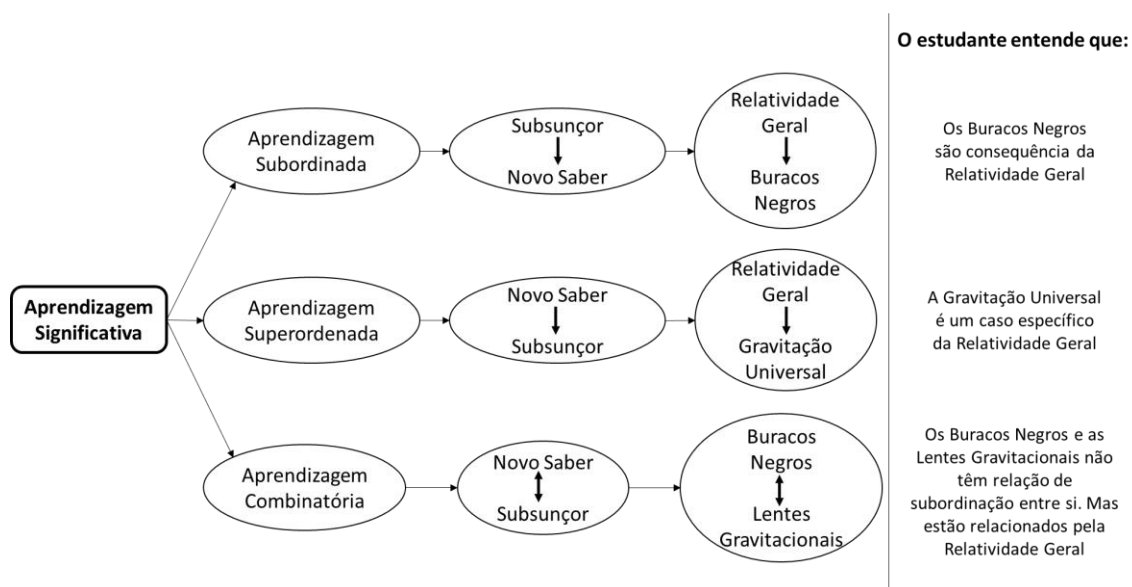 O estudante entende que:
Aprendizagem
Significativa
Aprendizagem
Subordinada
Subsunçor
Novo Saber
Relatividade
Geral
Buracos
Negros
Os Buracos Negros
são consequência da
Relatividade Geral
Aprendizagem
Superordenada
Novo Saber
Subsunçor
Relatividade
Geral
Gravitação
Universal
A Gravitação Universal
é um caso específico
da Relatividade Geral
Aprendizagem
Combinatória
Novo Saber
Subsunçor
Buracos
Negros
Lentes
Gravitacionais
Os Buracos Negros e as
Lentes Gravitacionais não
têm relação de
subordinação entre si. Mas
estão relacionados pela
Relatividade Geral